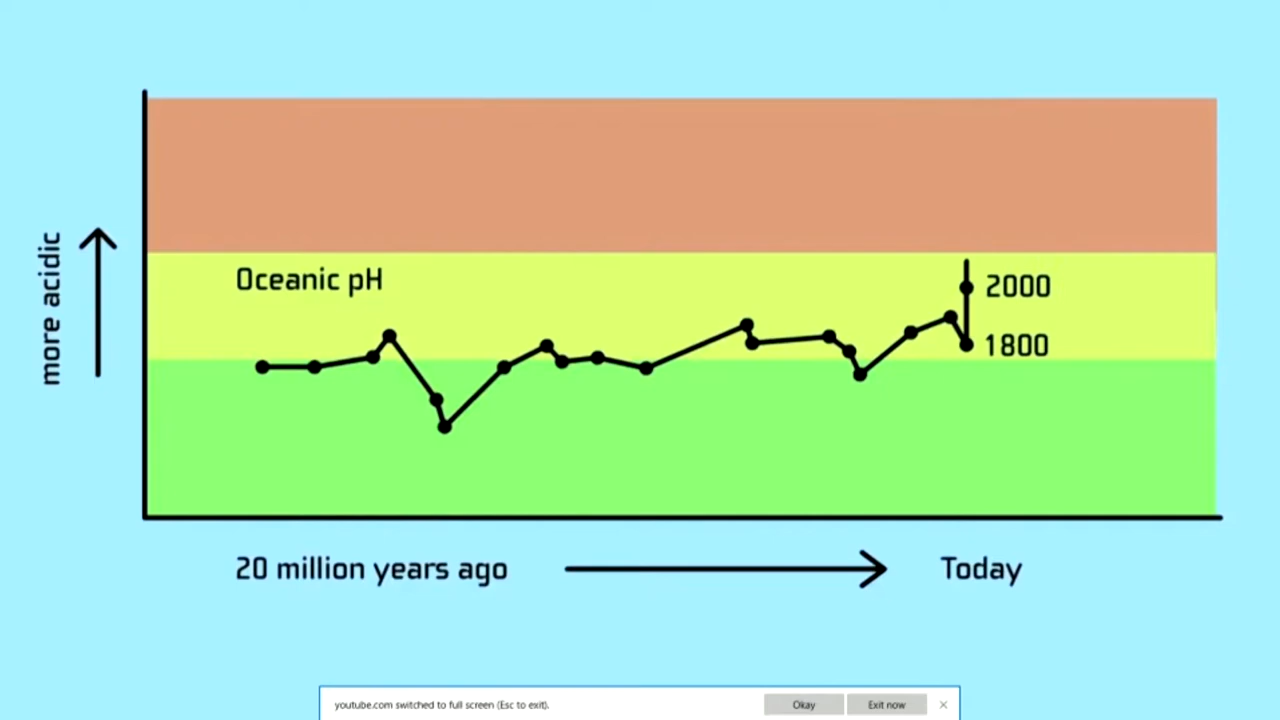 more acidic
Oceanic pH
2000
1800
20 million years ago
Today
youtube.com switched to full screen (Esc to exit).
Okay
Exit now